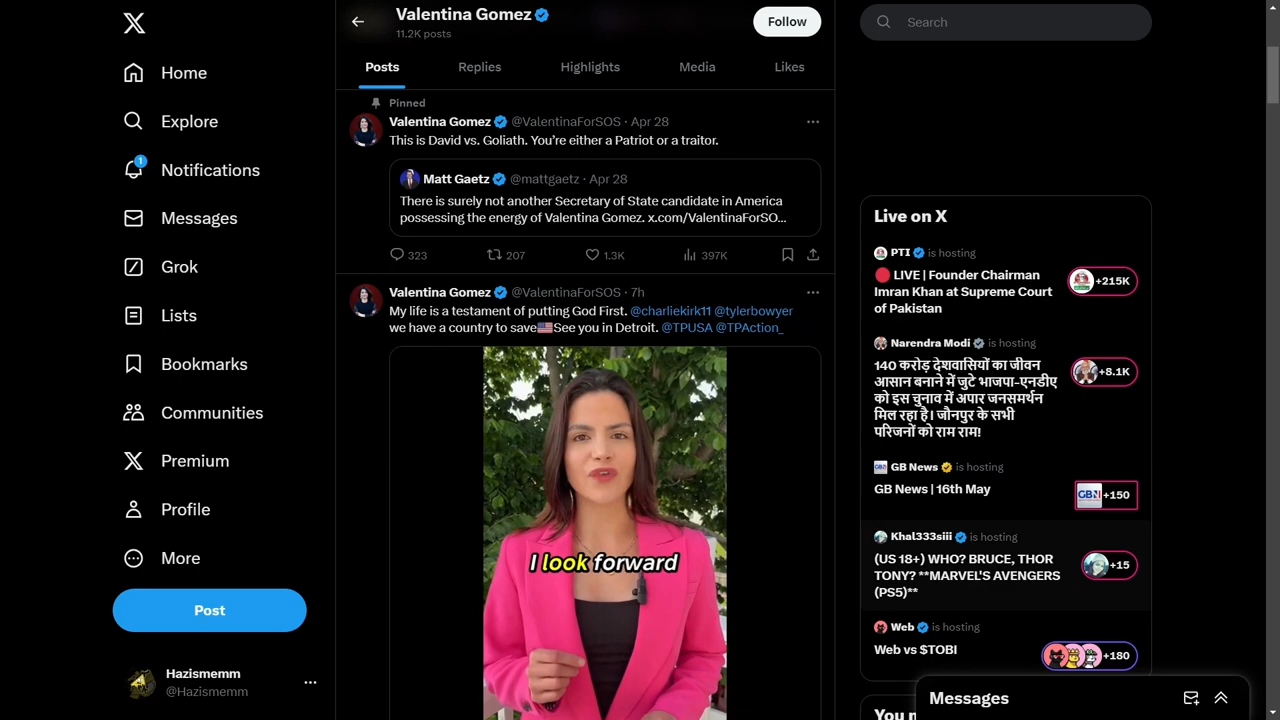 Home
Explore
1
Notifications
Messages
Grok
Lists
Bookmarks
Communities
Premium
Profile
More
Post
Hazismemm
@Hazismemm
Valentina Gomez
11.2K posts
Follow
Posts Replies Highlights Media Likes
Pinned
Valentina Gomez @ValentinaForSOS · Apr 28
This is David vs. Goliath. You’re either a Patriot or a traitor.
Matt Gaetz @mattgaetz · Apr 28
There is surely not another Secretary of State candidate in America
possessing the energy of Valentina Gomez. x.com/ValentinaForSO...
323 207 1.3K 397K
Valentina Gomez @ValentinaForSOS · 7h
My life is a testament of putting God First. @charliekirk11 @tylerbowyer
we have a country to save🇺🇸See you in Detroit. @TPUSA @TPAction_
I look forward
Search
Live on X
PTI is hosting
🔴 LIVE | Founder Chairman
Imran Khan at Supreme Court
of Pakistan
+215K
Narendra Modi is hosting
140 करोड़ देशवासियों का जीवन
आसान बनाने में जुटे भाजपा-एनडीए
को इस चुनाव में अपार जनसमर्थन
मिल रहा है। जौनपुर के सभी
परिजनों को राम राम!
+8.1K
GB News is hosting
GB News | 16th May
GBN
+150
Khal333siii is hosting
(US 18+) WHO? BRUCE, THOR
TONY? **MARVEL'S AVENGERS
(PS5)**
+15
Web is hosting
Web vs $TOBI
+180
Messages